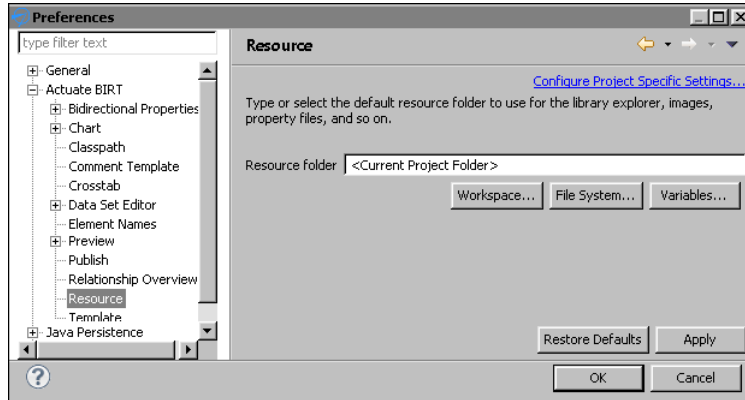 Preferences
type filter text
General
Actuate BIRT
Bidirectional Properties
Chart
Classpath
Comment Template
Crosstab
Data Set Editor
Element Names
Preview
Publish
Relationship Overview
Resource
Template
Java Persistence
Resource
Configure Project Specific Settings...
Type or select the default resource folder to use for the library explorer, images,
property files, and so on.
Resource folder <Current Project Folder>
Workspace... File System... Variables...
Restore Defaults Apply
? OK Cancel